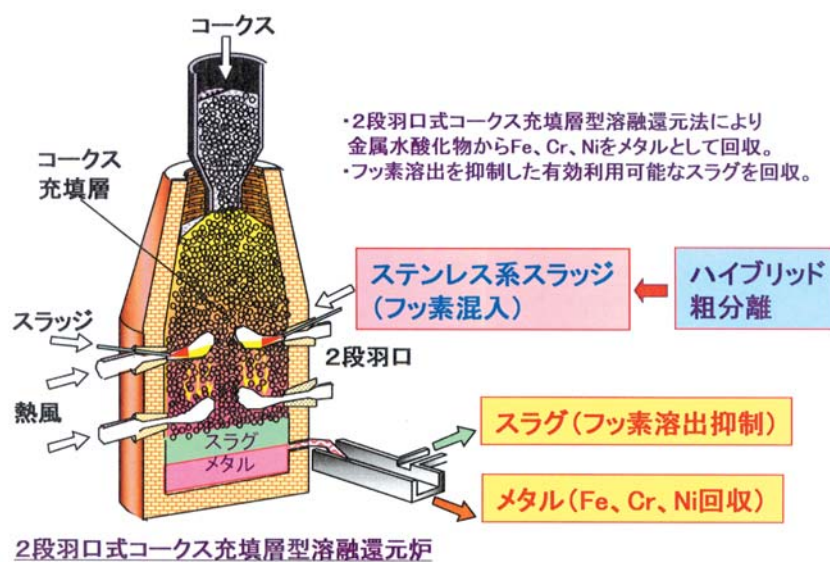 コークス
・２段羽口式コークス充填層型溶融還元法により
金属水酸化物からFe、Cr、Niをメタルとして回収。
・フッ素溶出を抑制した有効利用可能なスラグを回収。
コークス
充填層
ステンレス系スラッジ
（フッ素混入）
ハイブリッド
粗分離
スラッジ
２段羽口
熱風
スラグ
メタル
スラグ（フッ素溶出抑制）
メタル（Fe、Cr、Ni回収）
２段羽口式コークス充填層型溶融還元炉